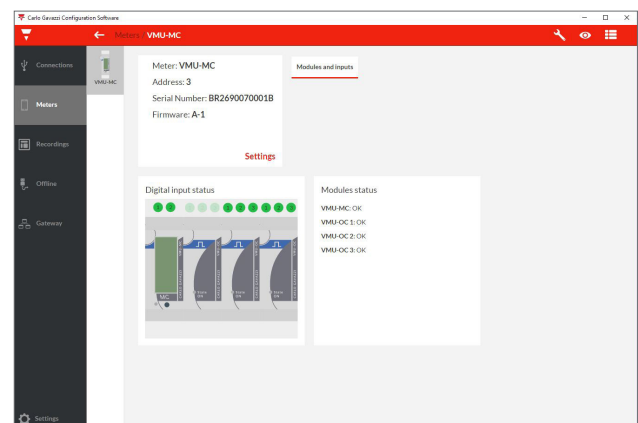 Carlo Gavazzi Configuration Software
Meters / VMU-MC
Connections
Meters
Recordings
Offline
Gateway
Settings
VMU-MC
Meter: VMU-MC
Address: 3
Serial Number: BR2690070001B
Firmware: A-1
Settings
Modules and inputs
Digital input status
MC
Modules status
VMU-MC: OK
VMU-OC 1: OK
VMU-OC 2: OK
VMU-OC 3: OK